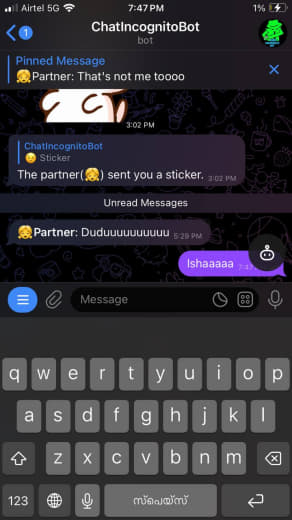 Airtel 5G
7:47 PM
1%
1
ChatIncognitoBot
bot
Pinned Message
👱‍♀️Partner: That's not me toooo
3:02 PM
ChatIncognitoBot
😉 Sticker
The partner(👱‍♀️) sent you a sticker. 3:02 PM
Unread Messages
👱‍♀️Partner: Duduuuuuuuuuu 5:29 PM
Ishaaaaa
Message
q w e r t y u i o p
a s d f g h j k l
z x c v b n m
123
സ്പെയ്സ്